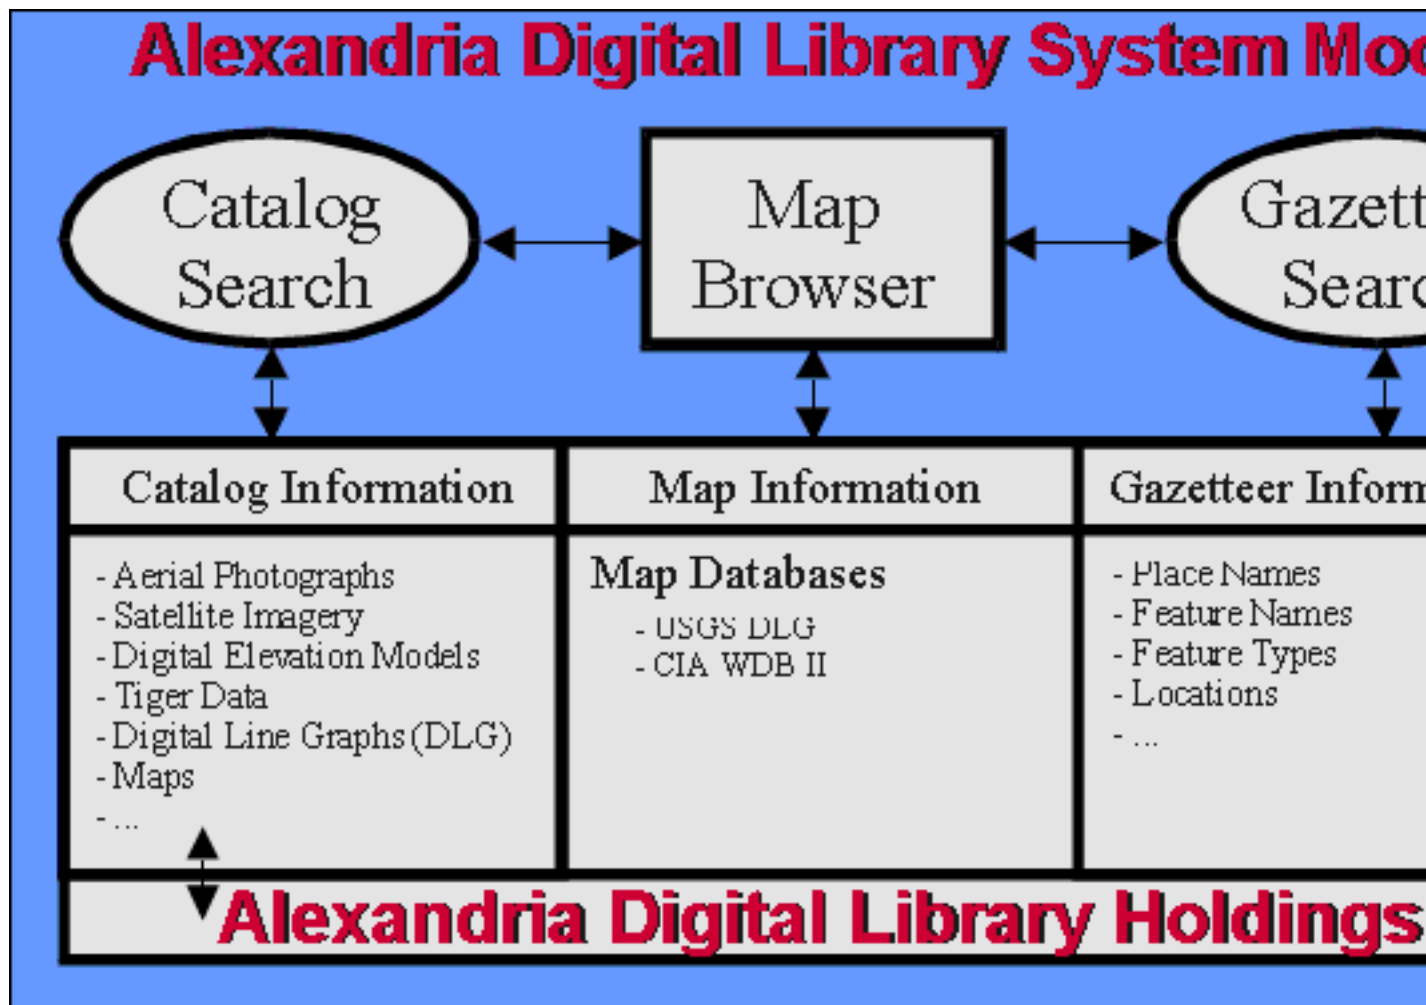 Alexandria Digital Library System Mod
Catalog
Search
Map
Browser
Gazett
Searc
Catalog Information
Map Information
Gazetteer Inform
- Aerial Photographs
- Satellite Imagery
- Digital Elevation Models
- Tiger Data
- Digital Line Graphs (DLG)
- Maps
- ...
Map Databases
- USGS DLG
- CIA WDB II
- Place Names
- Feature Names
- Feature Types
- Locations
- ...
Alexandria Digital Library Holdings